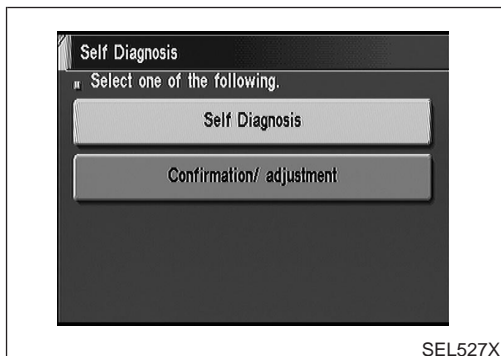 Self Diagnosis
Select one of the following.
Self Diagnosis
Confirmation/ adjustment
SEL527X